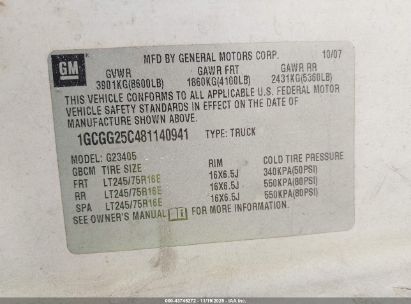 GM
MFD BY GENERAL MOTORS CORP. 10/07
GVWR GAWR FRT GAWR RR
3901KG(8600LB) 1860KG(4100LB) 2431KG(5360LB)
THIS VEHICLE CONFORMS TO ALL APPLICABLE U.S. FEDERAL MOTOR
VEHICLE SAFETY STANDARDS IN EFFECT ON THE DATE OF
MANUFACTURE SHOWN ABOVE.
1GCGG25C481140941 TYPE: TRUCK
MODEL: G23405
GBCM TIRE SIZE RIM COLD TIRE PRESSURE
FRT LT245/75R16E 16X6.5J 340KPA(50PSI)
RR LT245/75R16E 16X6.5J 550KPA(80PSI)
SPA LT245/75R16E 16X6.5J 550KPA(80PSI)
SEE OWNER'S MANUAL FOR MORE INFORMATION.